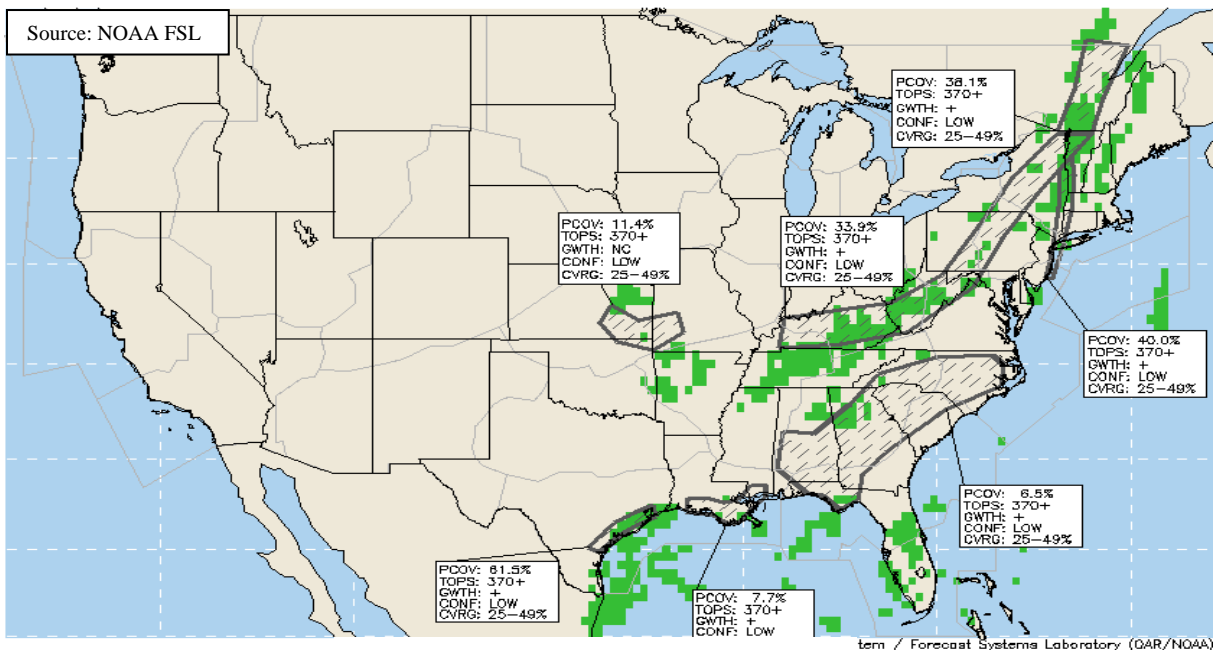 Source: NOAA FSL
PCOV: 38.1%
TOPS: 370+
GWTH: +
CONF: LOW
CVRG: 25-49%
PCOV: 11.4%
TOPS: 370+
GWTH: NC
CONF: LOW
CVRG: 25-49%
PCOV: 33.9%
TOPS: 370+
GWTH: +
CONF: LOW
CVRG: 25-49%
PCOV: 40.0%
TOPS: 370+
GWTH: +
CONF: LOW
CVRG: 25-49%
PCOV: 6.5%
TOPS: 370+
GWTH: +
CONF: LOW
CVRG: 25-49%
PCOV: 61.5%
TOPS: 370+
GWTH: +
CONF: LOW
CVRG: 25-49%
PCOV: 7.7%
TOPS: 370+
GWTH: +
CONF: LOW
tem / Forecast Systems Laboratory (OAR/NOAA)